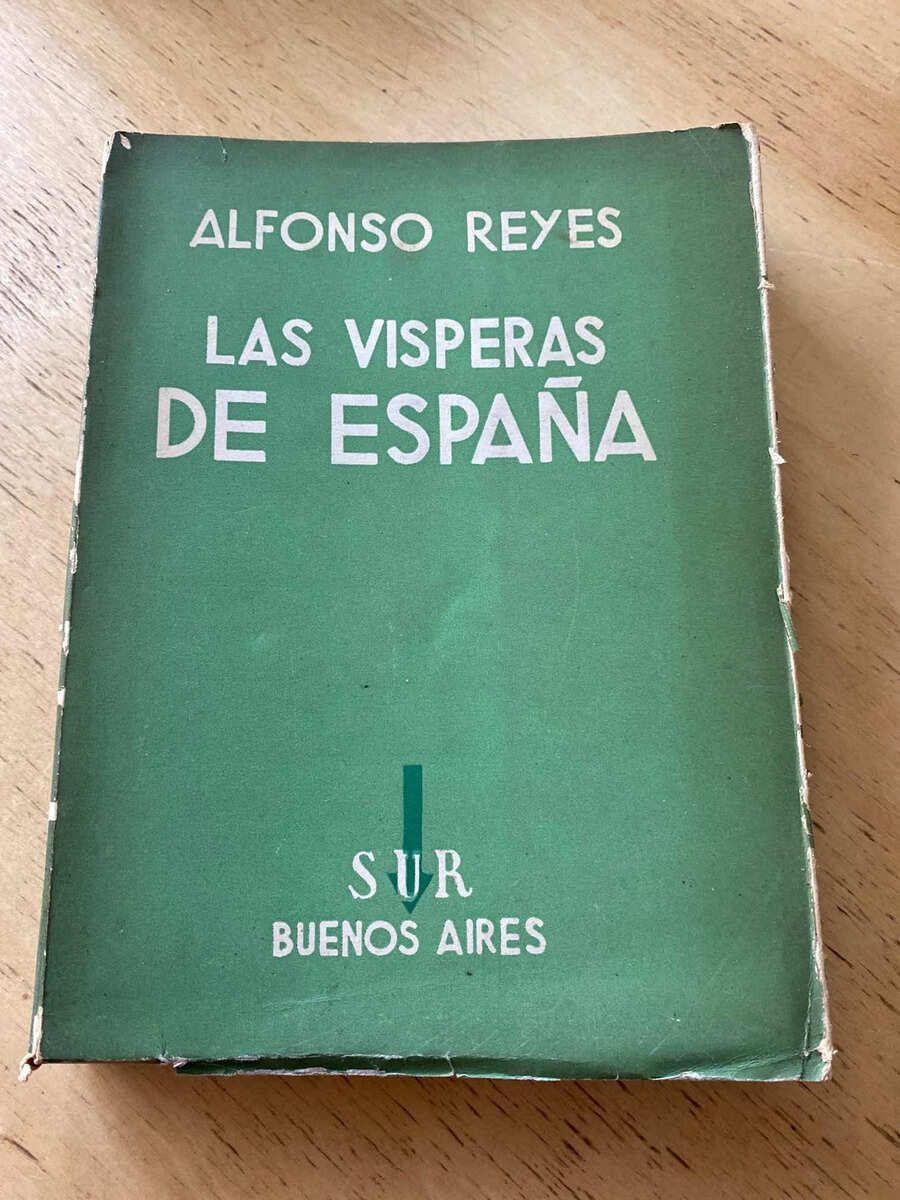 ALFONSO REYES
LAS VISPERAS
DE ESPAÑA
SUR
BUENOS AIRES